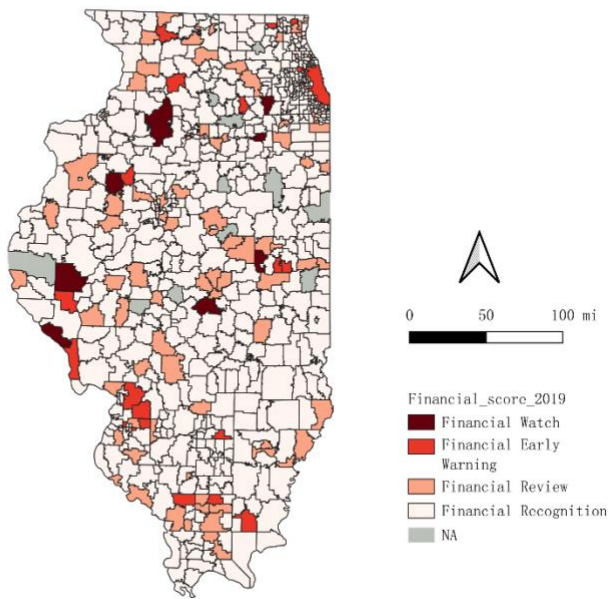 0 50 100 mi
Financial_score_2019
Financial Watch
Financial Early
Warning
Financial Review
Financial Recognition
NA